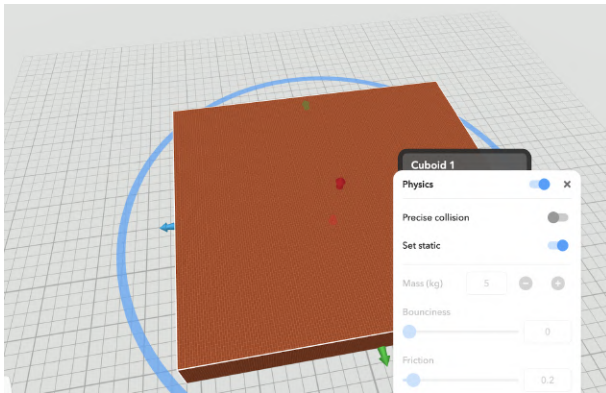 Cuboid 1
Physics
Precise collision
Set static
Mass (kg) 5
Bounciness
0
Friction
0.2